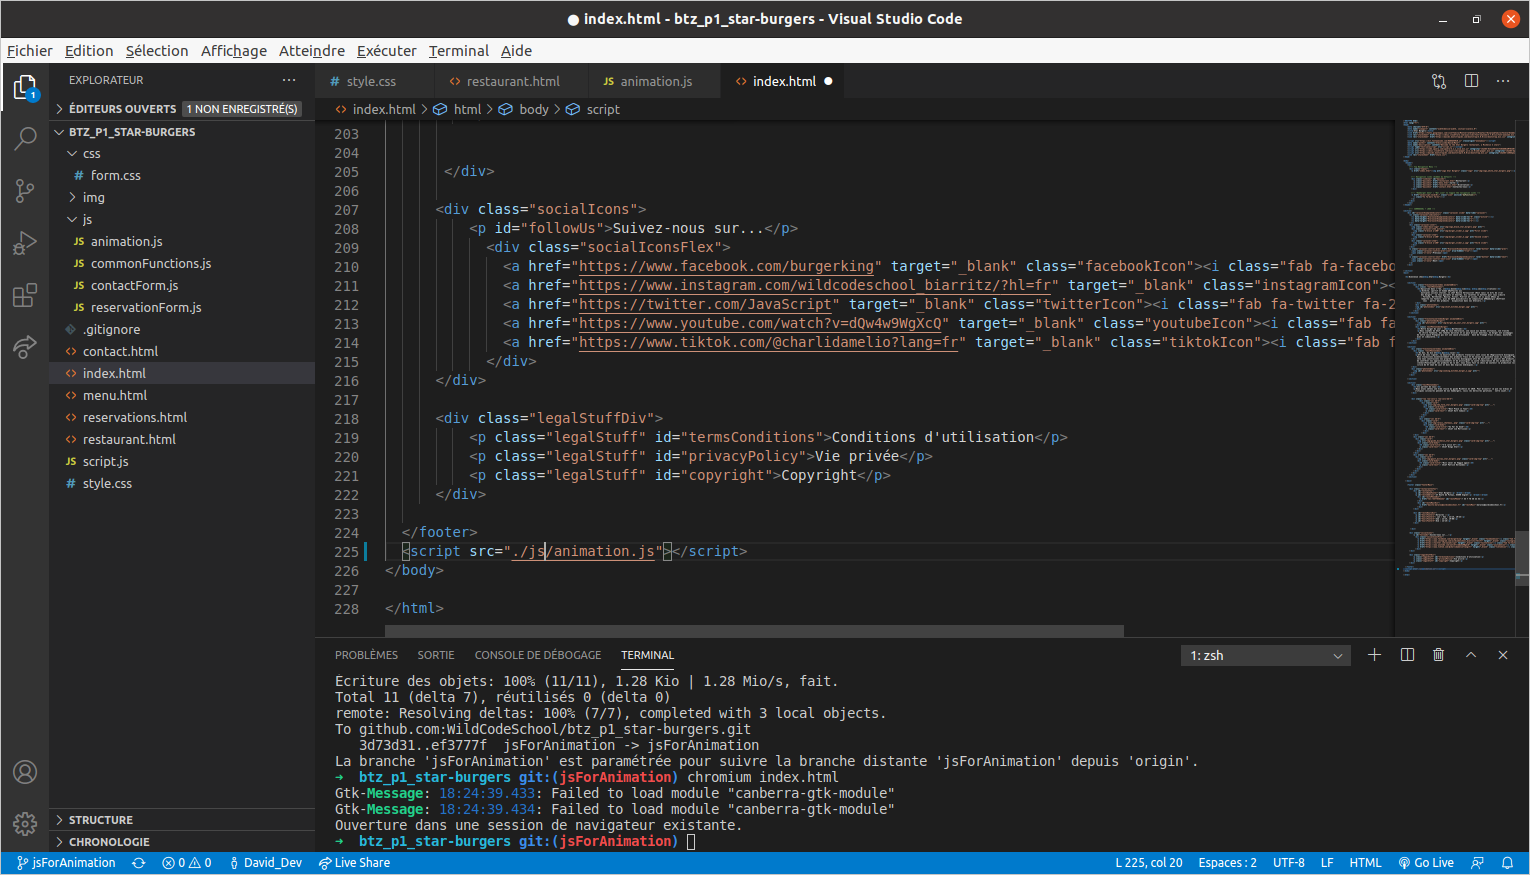 ● index.html - btz_p1_star-burgers - Visual Studio Code
Fichier Edition Sélection Affichage Atteindre Exécuter Terminal Aide
EXPLORATEUR ···
1
ÉDITEURS OUVERTS 1 NON ENREGISTRÉ(S)
BTZ_P1_STAR-BURGERS
css
# form.css
img
js
JS animation.js
JS commonFunctions.js
JS contactForm.js
JS reservationForm.js
.gitignore
<> contact.html
<> index.html
<> menu.html
<> reservations.html
<> restaurant.html
JS script.js
# style.css
STRUCTURE
CHRONOLOGIE
# style.css <> restaurant.html JS animation.js <> index.html ●
<> index.html > html > body > script
203
204
205 </div>
206
207 <div class="socialIcons">
208 <p id="followUs">Suivez-nous sur...</p>
209 <div class="socialIconsFlex">
210 <a href="https://www.facebook.com/burgerking" target="_blank" class="facebookIcon"><i class="fab fa-facebo
211 <a href="https://www.instagram.com/wildcodeschool_biarritz/?hl=fr" target="_blank" class="instagramIcon"><
212 <a href="https://twitter.com/JavaScript" target="_blank" class="twitterIcon"><i class="fab fa-twitter fa-2
213 <a href="https://www.youtube.com/watch?v=dQw4w9WgXcQ" target="_blank" class="youtubeIcon"><i class="fab fa
214 <a href="https://www.tiktok.com/@charlidamelio?lang=fr" target="_blank" class="tiktokIcon"><i class="fab f
215 </div>
216 </div>
217
218 <div class="legalStuffDiv">
219 <p class="legalStuff" id="termsConditions">Conditions d'utilisation</p>
220 <p class="legalStuff" id="privacyPolicy">Vie privée</p>
221 <p class="legalStuff" id="copyright">Copyright</p>
222 </div>
223
224 </footer>
225 <script src="./js/animation.js"></script>
226 </body>
227
228 </html>
PROBLÈMES SORTIE CONSOLE DE DÉBOGAGE TERMINAL 1: zsh
Ecriture des objets: 100% (11/11), 1.28 Kio | 1.28 Mio/s, fait.
Total 11 (delta 7), réutilisés 0 (delta 0)
remote: Resolving deltas: 100% (7/7), completed with 3 local objects.
To github.com:WildCodeSchool/btz_p1_star-burgers.git
3d73d31..ef3777f jsForAnimation -> jsForAnimation
La branche 'jsForAnimation' est paramétrée pour suivre la branche distante 'jsForAnimation' depuis 'origin'.
➜ btz_p1_star-burgers git:(jsForAnimation) chromium index.html
Gtk-Message: 18:24:39.433: Failed to load module "canberra-gtk-module"
Gtk-Message: 18:24:39.434: Failed to load module "canberra-gtk-module"
Ouverture dans une session de navigateur existante.
➜ btz_p1_star-burgers git:(jsForAnimation)
jsForAnimation 0 0 David_Dev Live Share L 225, col 20 Espaces : 2 UTF-8 LF HTML Go Live